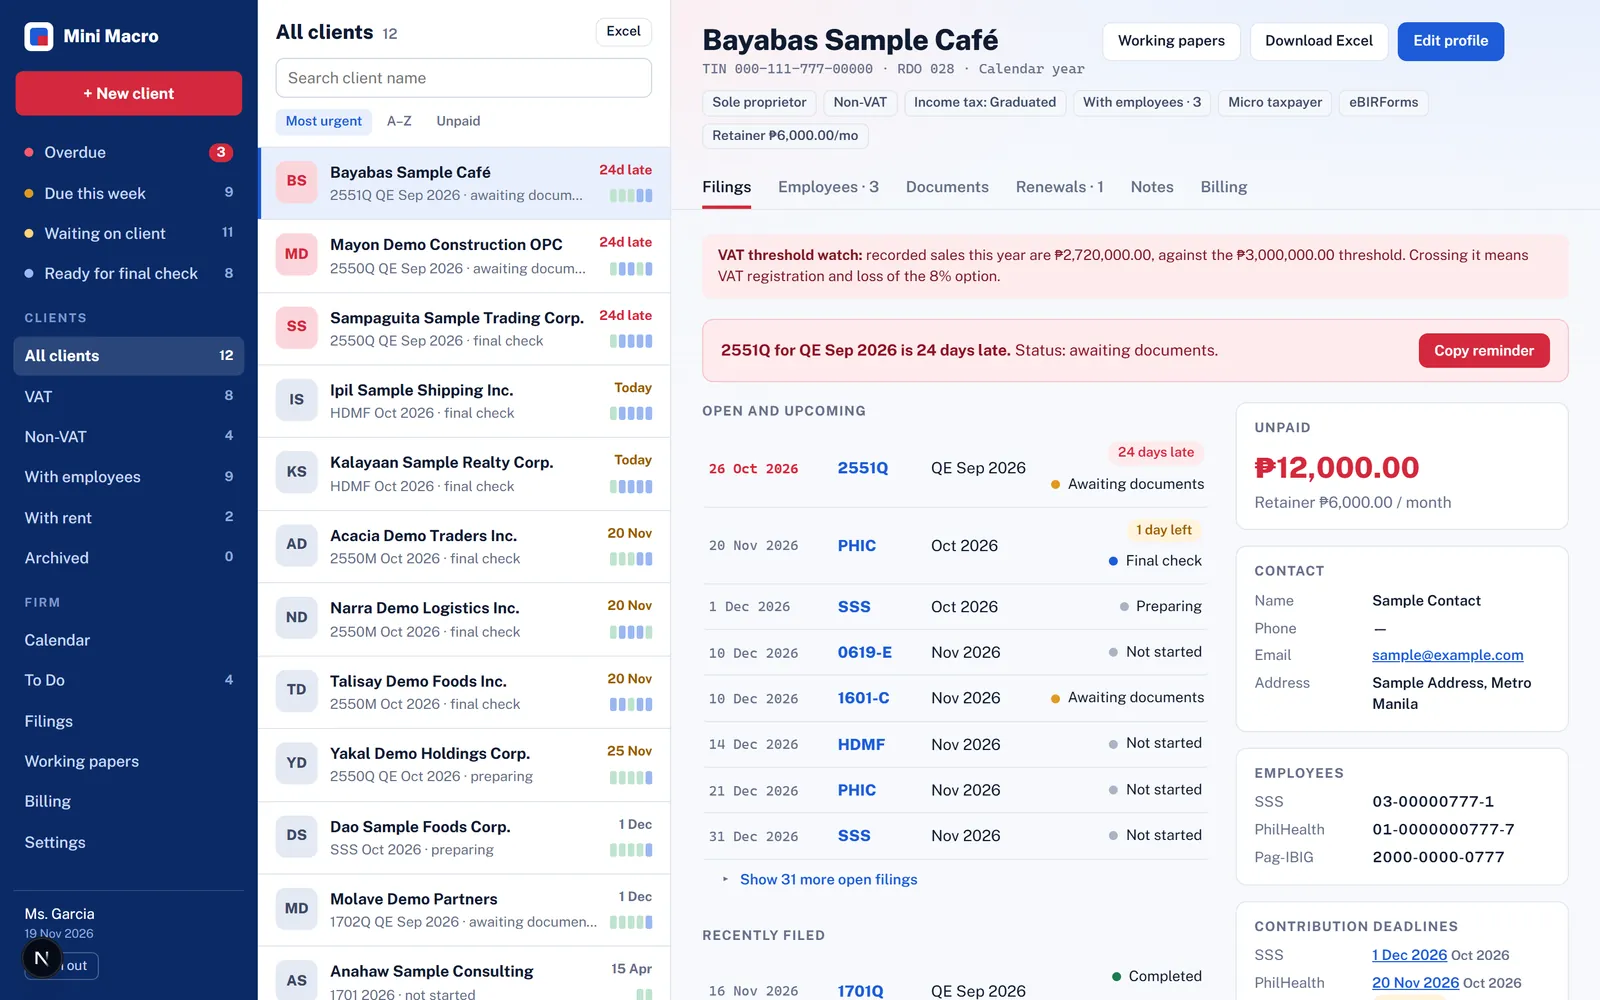 Mini Macro
+ New client
Overdue 3
Due this week 9
Waiting on client 11
Ready for final check 8
CLIENTS
All clients 12
VAT 8
Non-VAT 4
With employees 9
With rent 2
Archived 0
FIRM
Calendar
To Do 4
Filings
Working papers
Billing
Settings
Ms. Garcia
19 Nov 2026
N
out
All clients 12
Excel
Search client name
Most urgent A–Z Unpaid
BS Bayabas Sample Café 24d late
2551Q QE Sep 2026 · awaiting docum...
MD Mayon Demo Construction OPC 24d late
2550Q QE Sep 2026 · awaiting docum...
SS Sampaguita Sample Trading Corp. 24d late
2550Q QE Sep 2026 · final check
IS Ipil Sample Shipping Inc. Today
HDMF Oct 2026 · final check
KS Kalayaan Sample Realty Corp. Today
HDMF Oct 2026 · final check
AD Acacia Demo Traders Inc. 20 Nov
2550M Oct 2026 · final check
ND Narra Demo Logistics Inc. 20 Nov
2550M Oct 2026 · final check
TD Talisay Demo Foods Inc. 20 Nov
2550M Oct 2026 · final check
YD Yakal Demo Holdings Corp. 25 Nov
2550Q QE Oct 2026 · preparing
DS Dao Sample Foods Corp. 1 Dec
SSS Oct 2026 · preparing
MD Molave Demo Partners 1 Dec
1702Q QE Sep 2026 · awaiting documen...
AS Anahaw Sample Consulting 15 Apr
1701 2026 · not started
Bayabas Sample Café
TIN 000-111-777-00000 · RDO 028 · Calendar year
Working papers Download Excel Edit profile
Sole proprietor Non-VAT Income tax: Graduated With employees · 3 Micro taxpayer eBIRForms
Retainer ₱6,000.00/mo
Filings Employees · 3 Documents Renewals · 1 Notes Billing
VAT threshold watch: recorded sales this year are ₱2,720,000.00, against the ₱3,000,000.00 threshold. Crossing it means
VAT registration and loss of the 8% option.
2551Q for QE Sep 2026 is 24 days late. Status: awaiting documents.
Copy reminder
OPEN AND UPCOMING
26 Oct 2026 2551Q QE Sep 2026 24 days late
Awaiting documents
20 Nov 2026 PHIC Oct 2026 1 day left
Final check
1 Dec 2026 SSS Oct 2026 Preparing
10 Dec 2026 0619-E Nov 2026 Not started
10 Dec 2026 1601-C Nov 2026 Awaiting documents
14 Dec 2026 HDMF Nov 2026 Not started
21 Dec 2026 PHIC Nov 2026 Not started
31 Dec 2026 SSS Nov 2026 Not started
Show 31 more open filings
RECENTLY FILED
16 Nov 2026 1701Q QE Sep 2026 Completed
UNPAID
₱12,000.00
Retainer ₱6,000.00 / month
CONTACT
Name Sample Contact
Phone —
Email sample@example.com
Address Sample Address, Metro
Manila
EMPLOYEES
SSS 03-00000777-1
PhilHealth 01-0000000777-7
Pag-IBIG 2000-0000-0777
CONTRIBUTION DEADLINES
SSS 1 Dec 2026 Oct 2026
PhilHealth 20 Nov 2026 Oct 2026